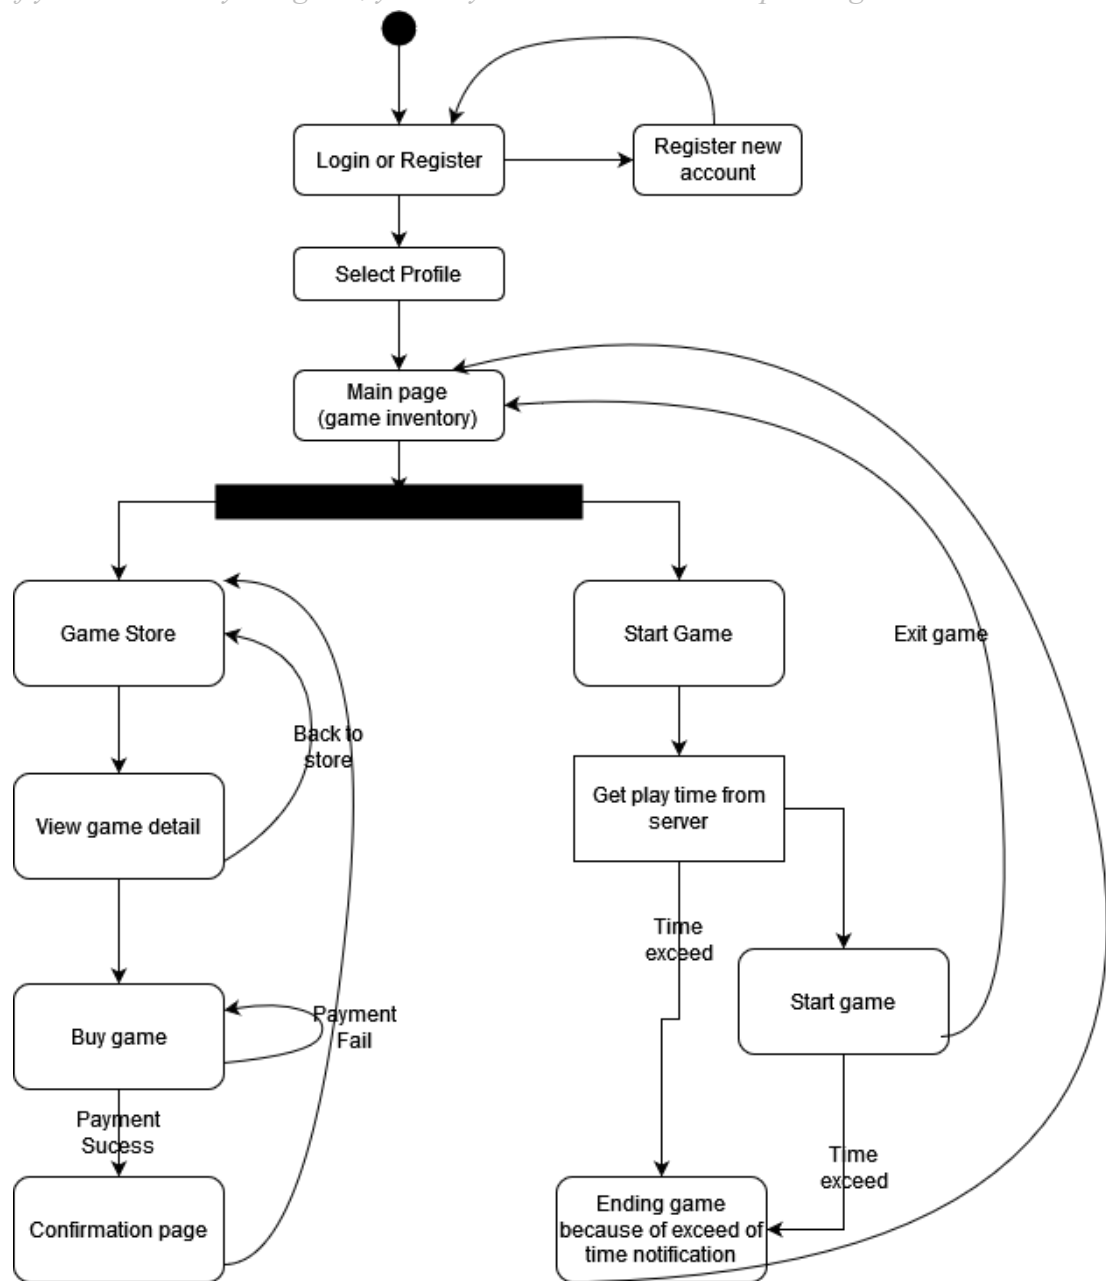 Login or Register
Register new
account
Select Profile
Main page
(game inventory)
Game Store
Start Game
Exit game
Back to
store
Get play time from
server
View game detail
Time
exceed
Start game
Buy game
Payment
Fail
Payment
Sucess
Time
exceed
Confirmation page
Ending game
because of exceed of
time notification